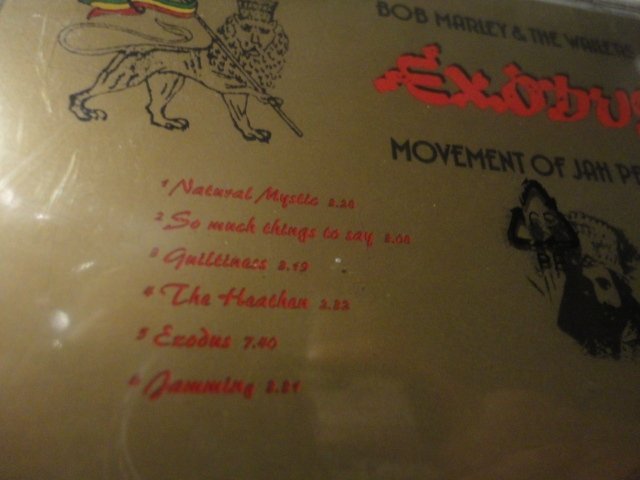 BOB MARLEY & THE WAILERS
EXODUS
MOVEMENT OF JAH PE
1 Natural Mystic 3.28
2 So much things to say 3.08
3 Guiltiness 3.19
4 The Heathen 2.32
5 Exodus 7.40
6 Jamming 3.31